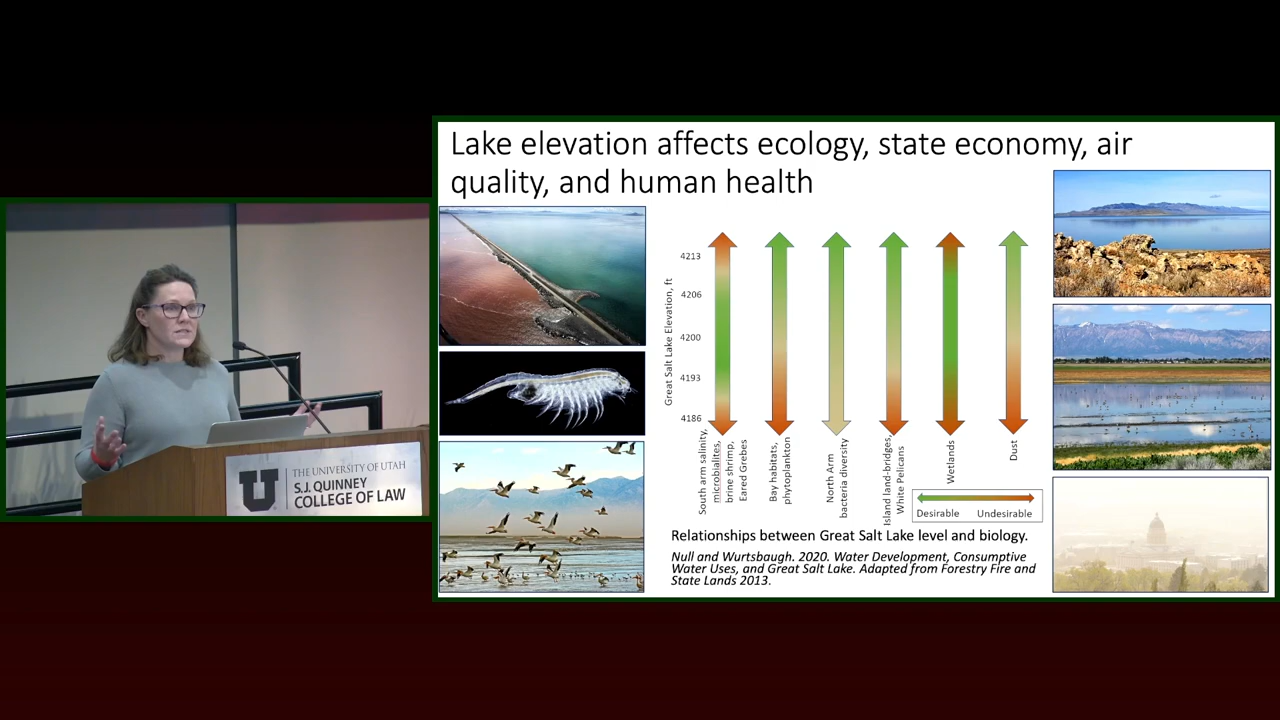 Lake elevation affects ecology, state economy, air
quality, and human health
Great Salt Lake Elevation, ft
4213
4206
4200
4193
4186
South arm salinity,
microbialites,
brine shrimp,
Eared Grebes
Bay habitats,
phytoplankton
North Arm
bacteria diversity
Island land-bridges,
White Pelicans
Wetlands
Dust
Desirable
Undesirable
Relationships between Great Salt Lake level and biology.
Null and Wurtsbaugh. 2020. Water Development, Consumptive
Water Uses, and Great Salt Lake. Adapted from Forestry Fire and
State Lands 2013.
U
THE UNIVERSITY OF UTAH
S.J. QUINNEY
COLLEGE OF LAW